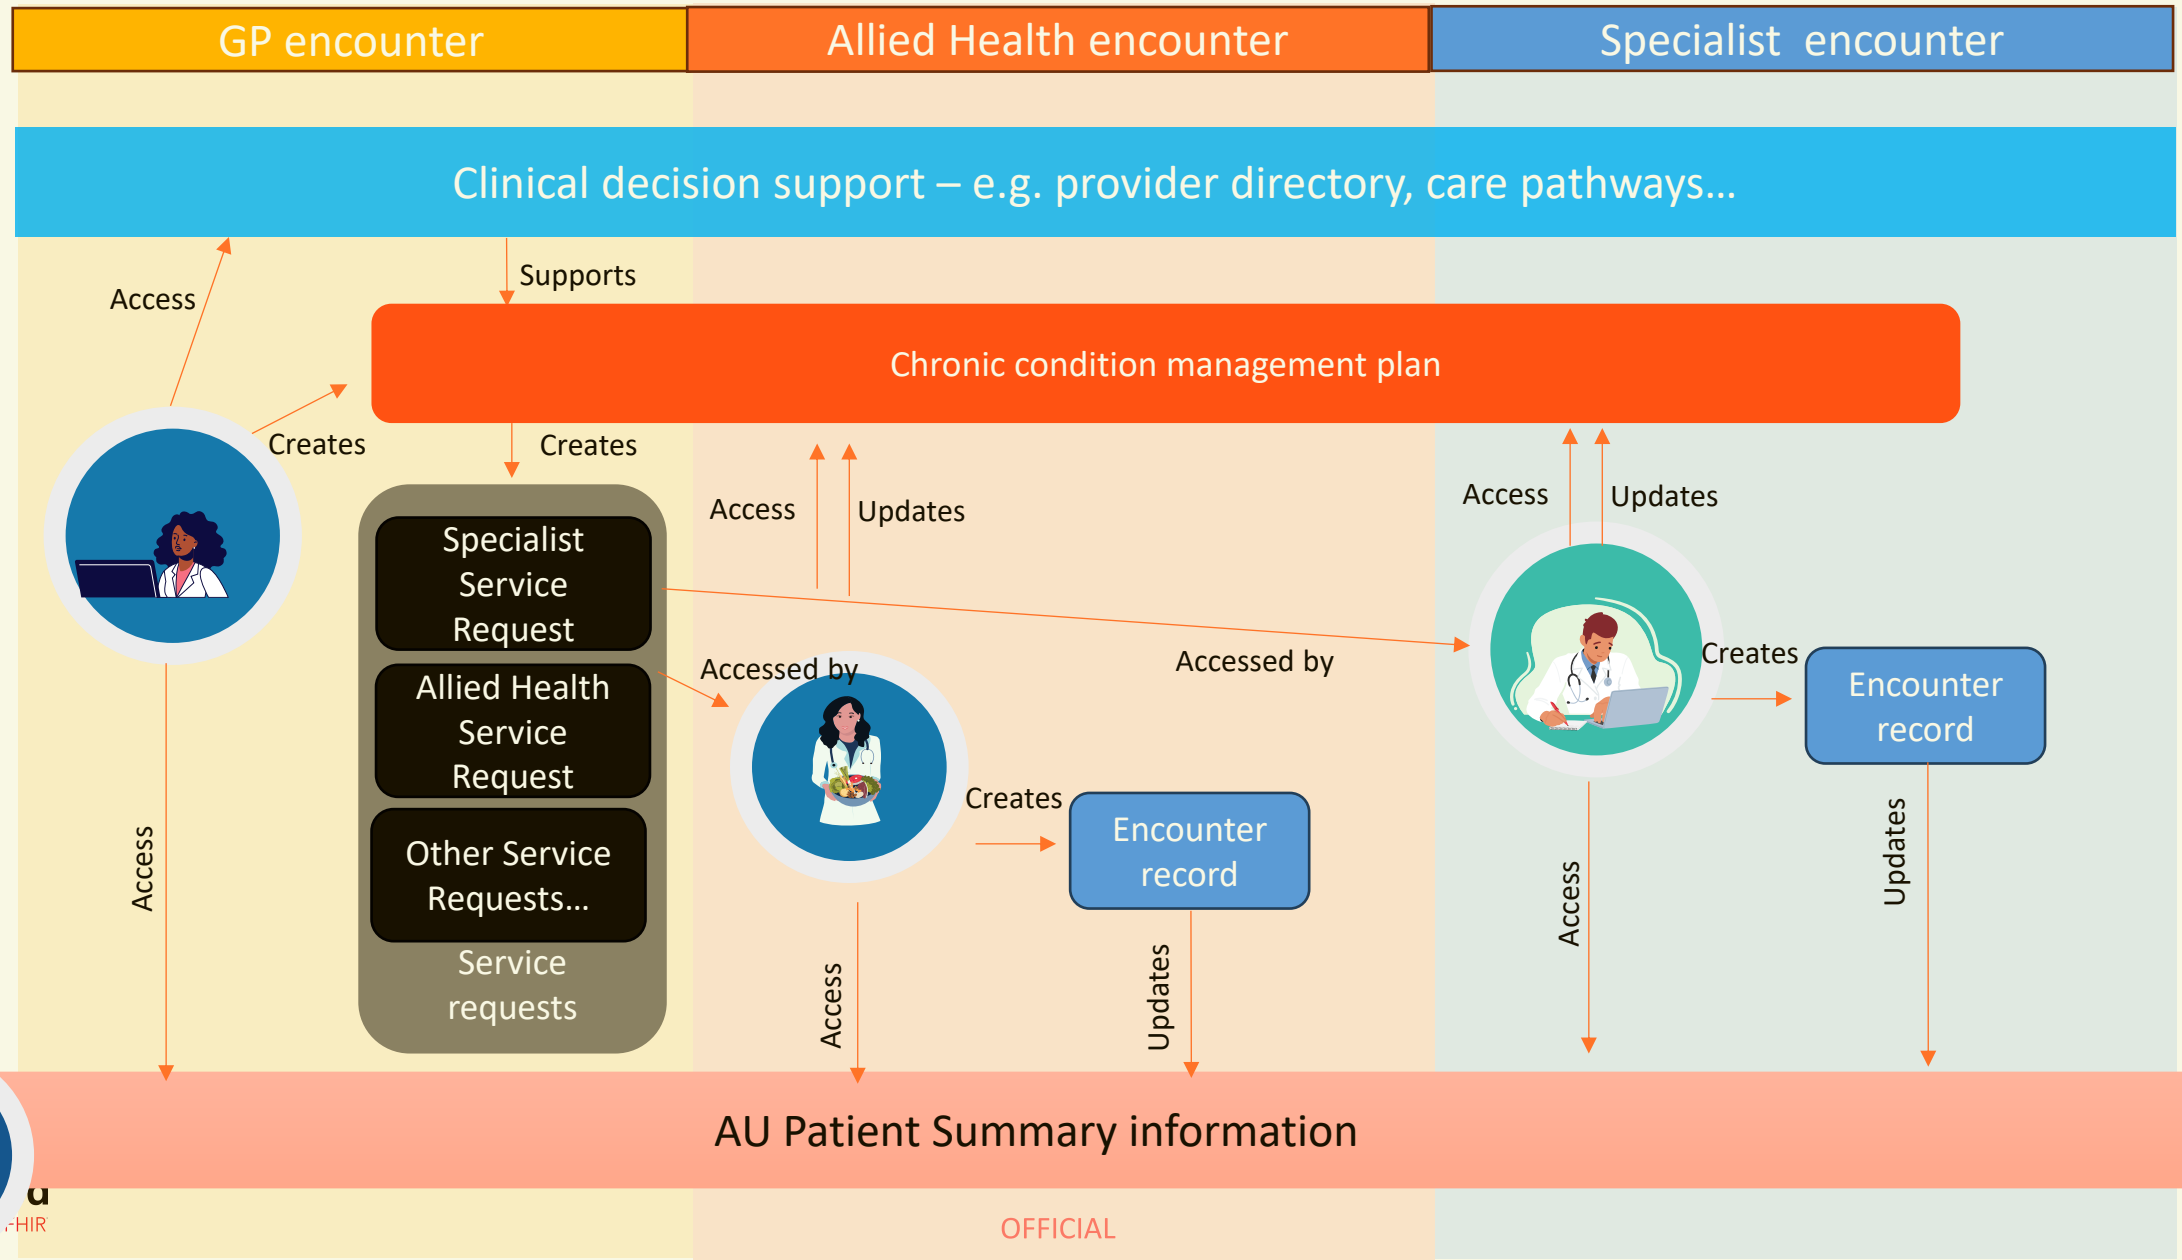 GP encounter
Allied Health encounter
Specialist encounter
Clinical decision support – e.g. provider directory, care pathways...
Access
Supports
Chronic condition management plan
Creates
Creates
Access
Updates
Access
Updates
Specialist
Service
Request
Accessed by
Accessed by
Creates
Encounter
record
Allied Health
Service
Request
Creates
Encounter
record
Other Service
Requests...
Service
requests
Access
Access
Updates
Access
Updates
AU Patient Summary information
OFFICIAL